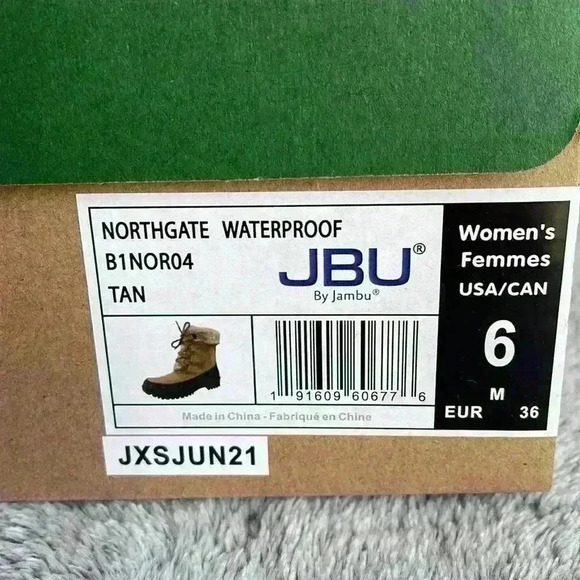 NORTHGATE WATERPROOF
B1NOR04
TAN
JBU®
By Jambu®
1 91609 60677 6
Made in China - Fabriqué en Chine
Women's
Femmes
USA/CAN
6
M
EUR 36
JXSJUN21